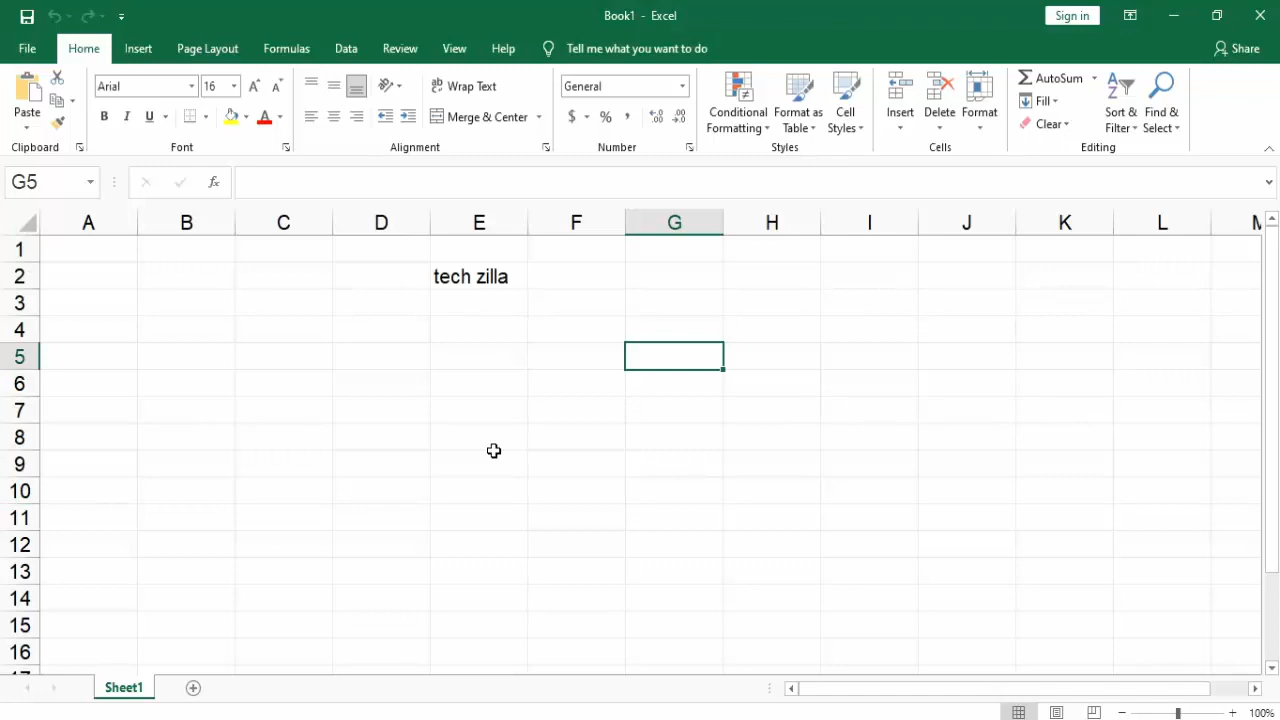 Book1 - Excel
Sign in
File Home Insert Page Layout Formulas Data Review View Help Tell me what you want to do Share
Paste
Clipboard
Arial 16
B I U
Font
Wrap Text
Merge & Center
Alignment
General
$ % ,
Number
Conditional Formatting
Format as Table
Cell Styles
Styles
Insert
Delete
Format
Cells
AutoSum
Fill
Clear
Sort & Filter
Find & Select
Editing
G5 fx
A B C D E F G H I J K L M
1
2 tech zilla
3
4
5
6
7
8
9
10
11
12
13
14
15
16
17
Sheet1
100%